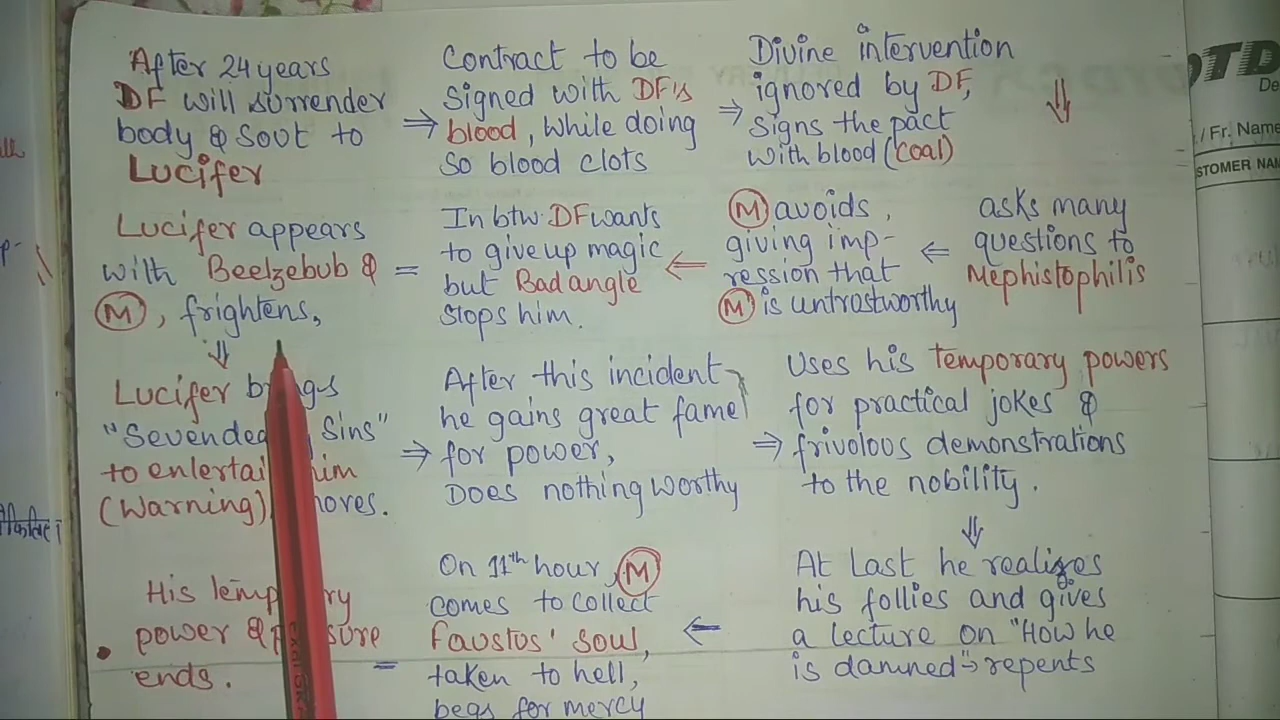 After 24 years
DF will surrender
body & Soul to
Lucifer
Contract to be
signed with DF's
blood, while doing
So blood clots
Divine intervention
ignored by DF,
signs the pact
with blood (coal)
asks many
questions to
Mephistophilis
M avoids,
giving imp-
ression that
M is untrustworthy
In btw DF wants
to give up magic
but Bad angle
stops him.
Lucifer appears
with Beelzebub &
M, frightens,
Lucifer
"Seven Sins"
to
(Warning)
After this incident
he gains great fame
for power,
Does nothing worthy
Uses his temporary powers
for practical jokes &
frivolous demonstrations
to the nobility.
At Last he realizes
his follies and gives
a lecture on "How he
is damned" repents
On 11th hour, M
comes to collect
Faustus' soul,
taken to hell,
begs for mercy
His
power &
ends.
OTD
De
/ Fr. Name
STOMER NA